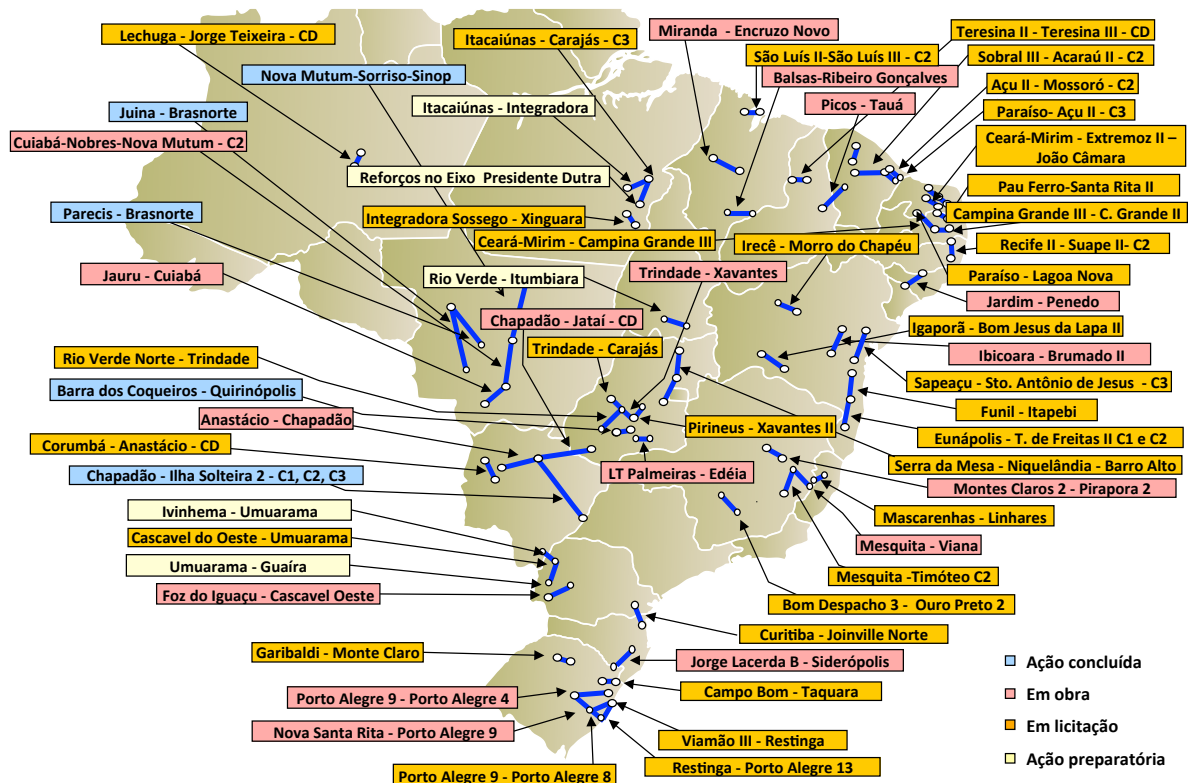 Lechuga - Jorge Teixeira - CD
Itacaiúnas - Carajás - C3
Miranda - Encruzo Novo
Teresina II - Teresina III - CD
São Luís II-São Luís III - C2
Sobral III - Acaraú II - C2
Nova Mutum-Sorriso-Sinop
Balsas-Ribeiro Gonçalves
Açu II - Mossoró - C2
Itacaiúnas - Integradora
Picos - Tauá
Juina - Brasnorte
Paraíso- Açu II - C3
Cuiabá-Nobres-Nova Mutum - C2
Ceará-Mirim - Extremoz II –
João Câmara
Reforços no Eixo Presidente Dutra
Pau Ferro-Santa Rita II
Parecis - Brasnorte
Integradora Sossego - Xinguara
Campina Grande III - C. Grande II
Ceará-Mirim - Campina Grande III
Irecê - Morro do Chapéu
Recife II - Suape II- C2
Jauru - Cuiabá
Rio Verde - Itumbiara
Trindade - Xavantes
Paraíso - Lagoa Nova
Jardim - Penedo
Chapadão - Jataí - CD
Igaporã - Bom Jesus da Lapa II
Rio Verde Norte - Trindade
Trindade - Carajás
Ibicoara - Brumado II
Barra dos Coqueiros - Quirinópolis
Sapeaçu - Sto. Antônio de Jesus - C3
Anastácio - Chapadão
Funil - Itapebi
Pirineus - Xavantes II
Corumbá - Anastácio - CD
Eunápolis - T. de Freitas II C1 e C2
Chapadão - Ilha Solteira 2 - C1, C2, C3
LT Palmeiras - Edéia
Serra da Mesa - Niquelândia - Barro Alto
Montes Claros 2 - Pirapora 2
Ivinhema - Umuarama
Mascarenhas - Linhares
Cascavel do Oeste - Umuarama
Mesquita - Viana
Umuarama - Guaíra
Mesquita -Timóteo C2
Foz do Iguaçu - Cascavel Oeste
Bom Despacho 3 - Ouro Preto 2
Curitiba - Joinville Norte
Garibaldi - Monte Claro
Jorge Lacerda B - Siderópolis
Ação concluída
Porto Alegre 9 - Porto Alegre 4
Campo Bom - Taquara
Em obra
Nova Santa Rita - Porto Alegre 9
Em licitação
Viamão III - Restinga
Ação preparatória
Restinga - Porto Alegre 13
Porto Alegre 9 - Porto Alegre 8